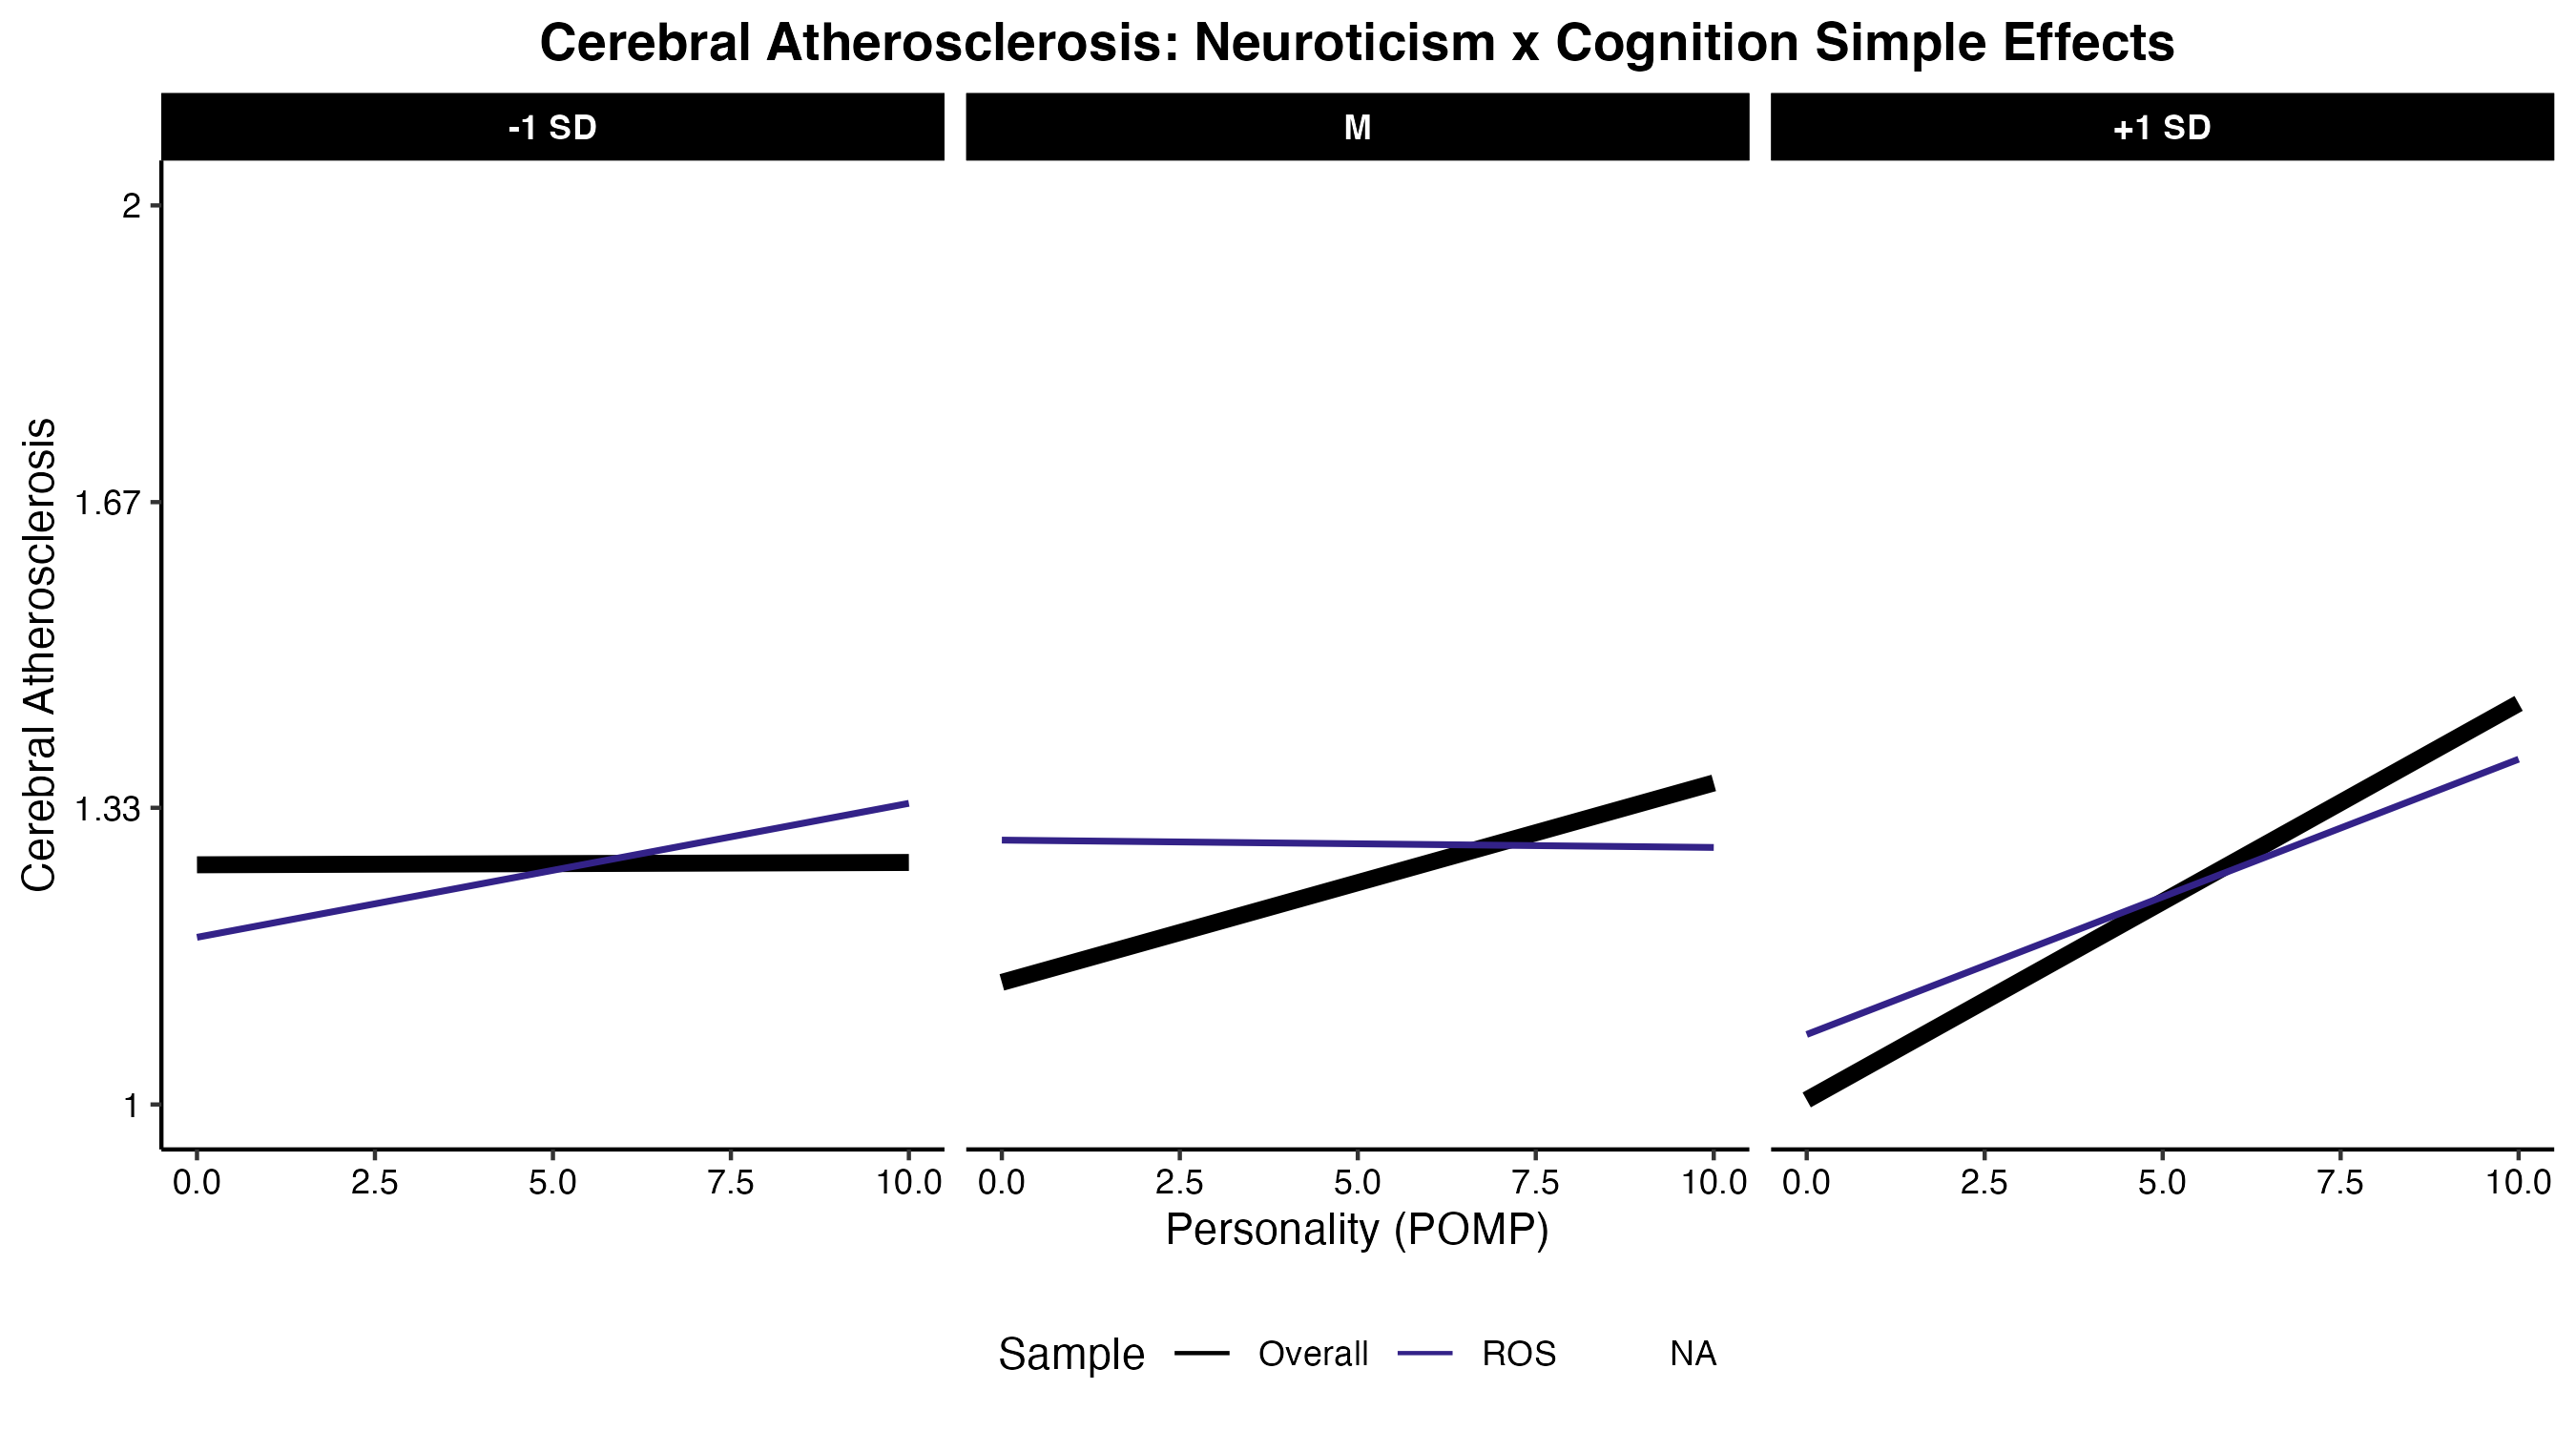 Cerebral Atherosclerosis: Neuroticism x Cognition Simple Effects
-1 SD
M
+1 SD
Cerebral Atherosclerosis
2
1.67
1.33
1
0.0 2.5 5.0 7.5 10.0
0.0 2.5 5.0 7.5 10.0
0.0 2.5 5.0 7.5 10.0
Personality (POMP)
Sample Overall ROS NA